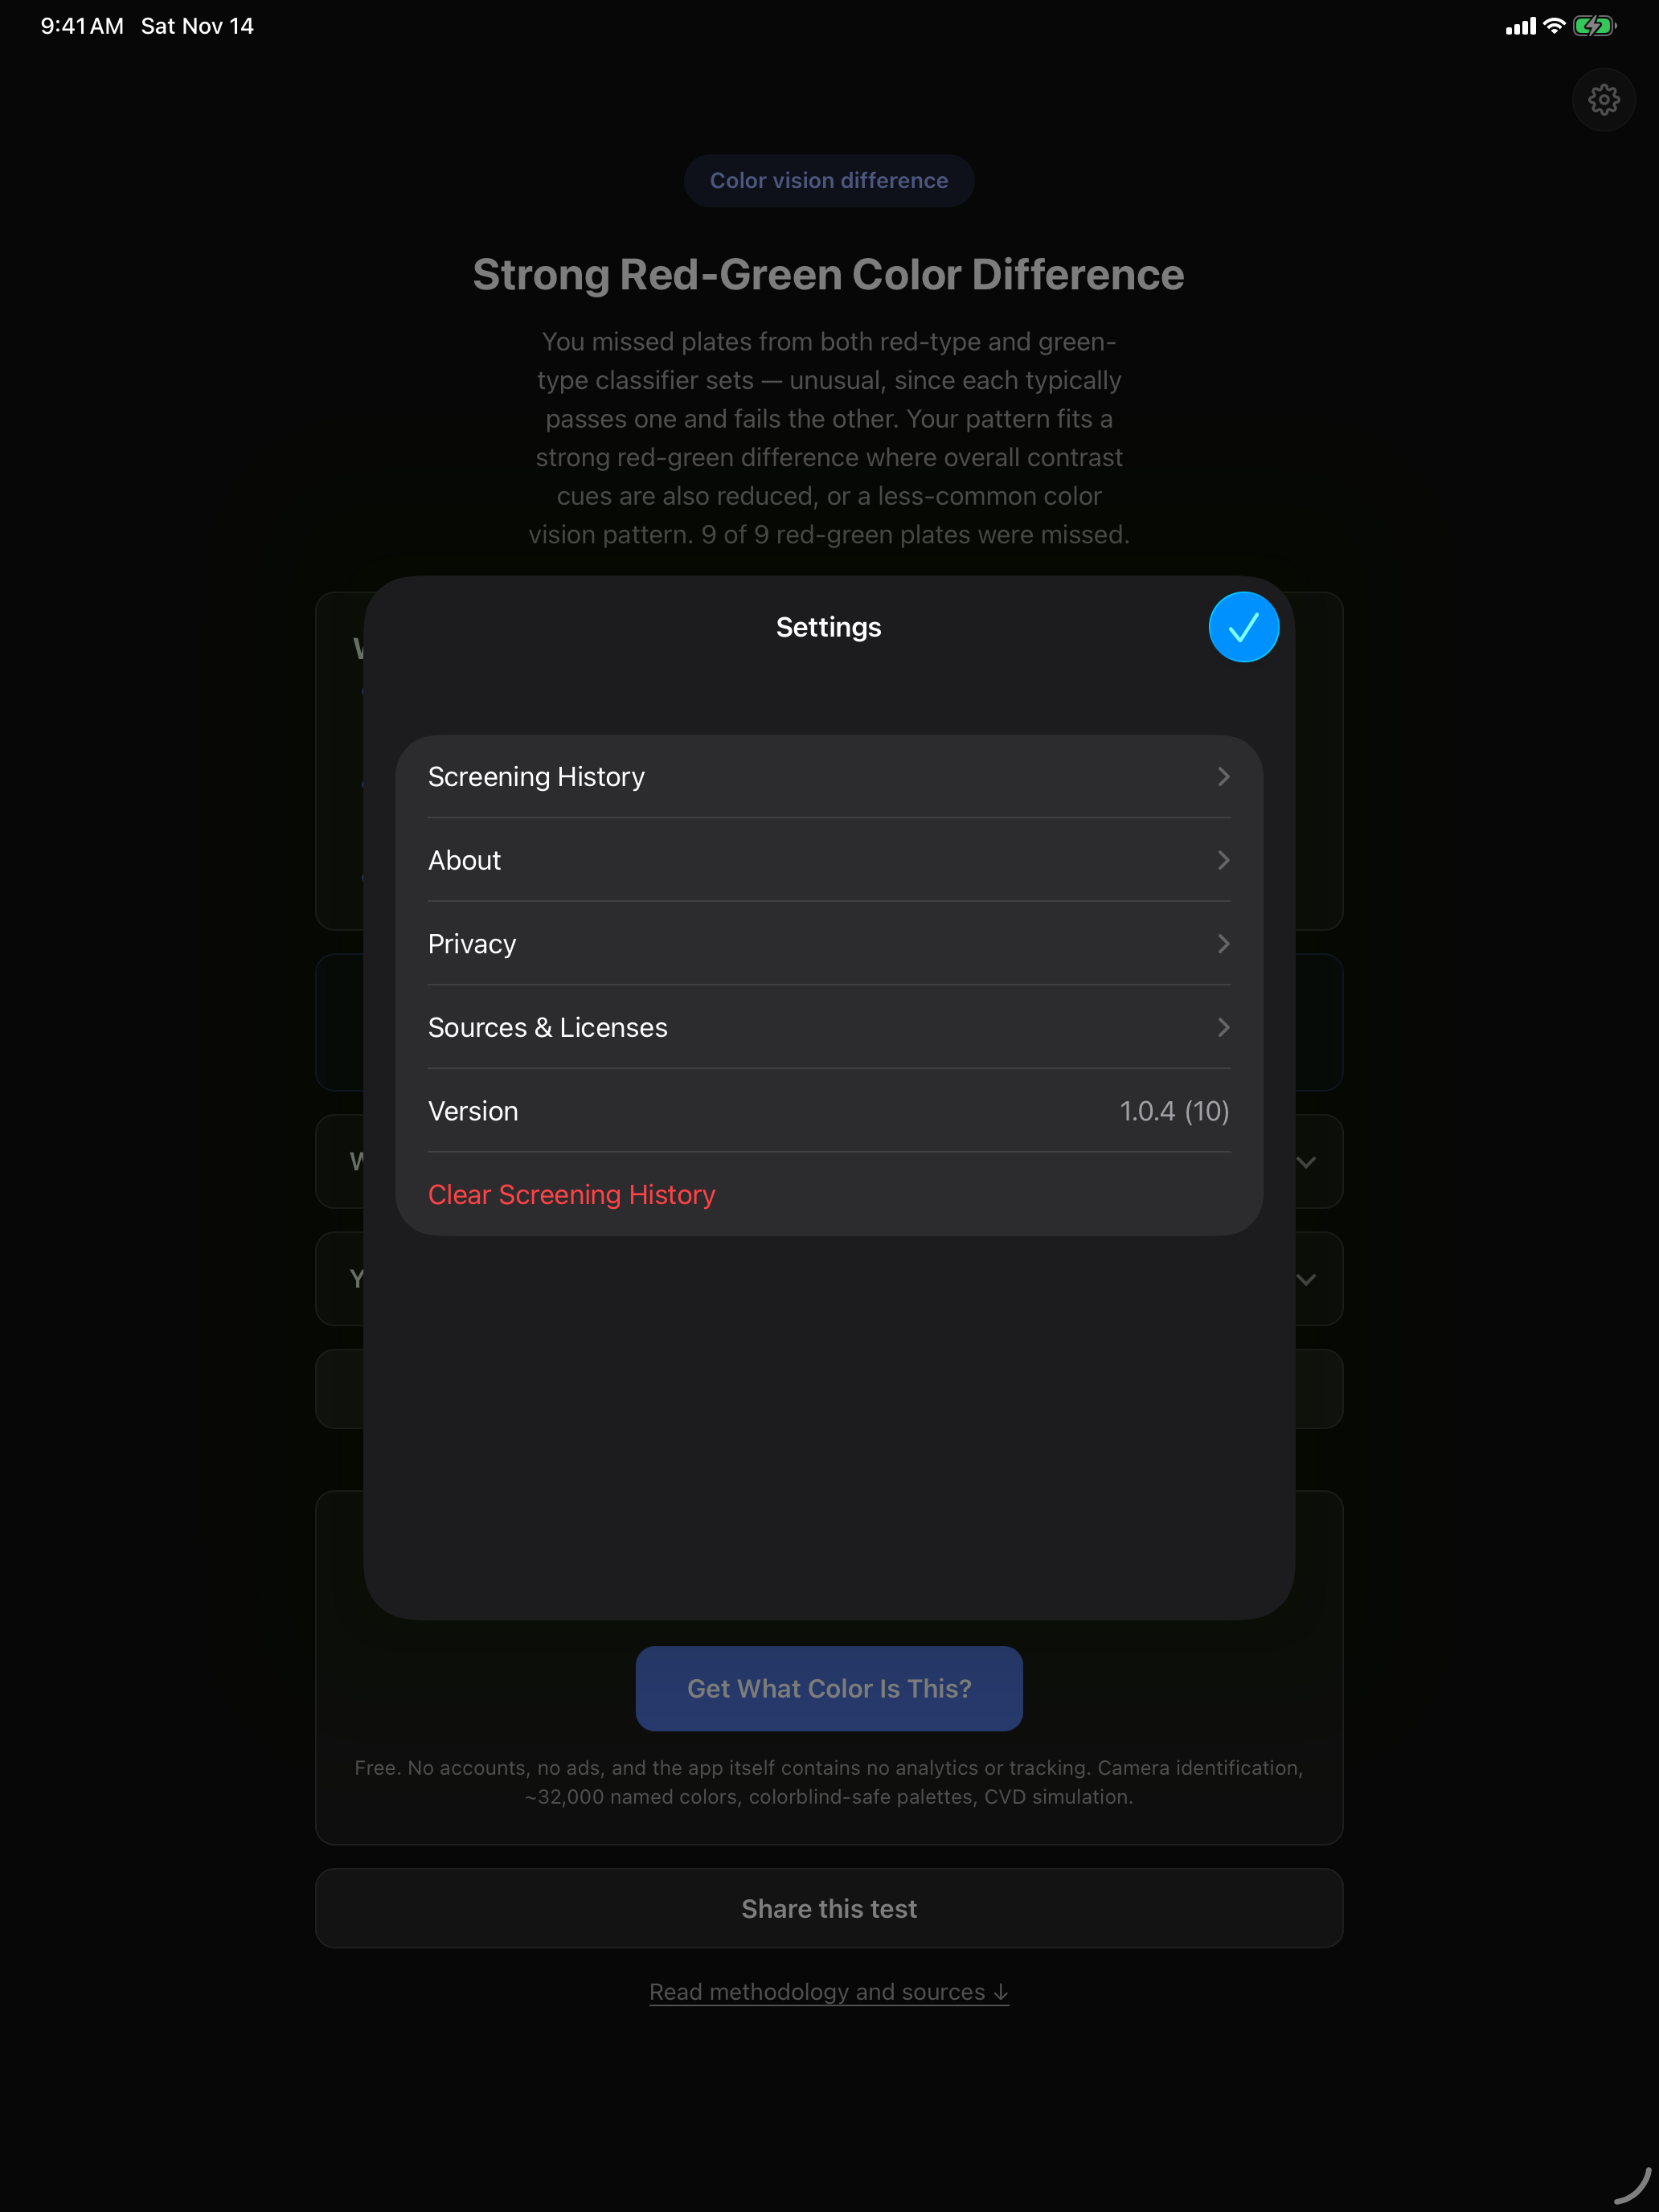 9:41 AM Sat Nov 14
Color vision difference
Strong Red-Green Color Difference
You missed plates from both red-type and green-
type classifier sets — unusual, since each typically
passes one and fails the other. Your pattern fits a
strong red-green difference where overall contrast
cues are also reduced, or a less-common color
vision pattern. 9 of 9 red-green plates were missed.
Settings
Screening History
About
Privacy
Sources & Licenses
Version 1.0.4 (10)
Clear Screening History
Get What Color Is This?
Free. No accounts, no ads, and the app itself contains no analytics or tracking. Camera identification,
~32,000 named colors, colorblind-safe palettes, CVD simulation.
Share this test
Read methodology and sources ↓